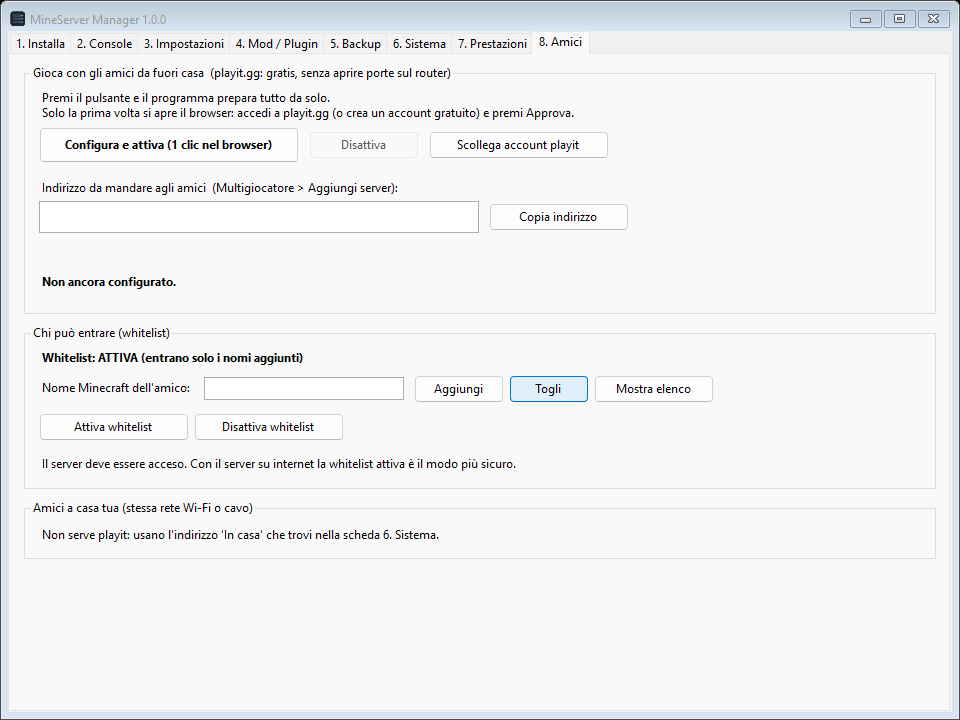 MineServer Manager 1.0.0
1. Installa 2. Console 3. Impostazioni 4. Mod / Plugin 5. Backup 6. Sistema 7. Prestazioni 8. Amici
Gioca con gli amici da fuori casa (playit.gg: gratis, senza aprire porte sul router)
Premi il pulsante e il programma prepara tutto da solo.
Solo la prima volta si apre il browser: accedi a playit.gg (o crea un account gratuito) e premi Approva.
Configura e attiva (1 clic nel browser) Disattiva Scollega account playit
Indirizzo da mandare agli amici (Multigiocatore > Aggiungi server):
Copia indirizzo
Non ancora configurato.
Chi può entrare (whitelist)
Whitelist: ATTIVA (entrano solo i nomi aggiunti)
Nome Minecraft dell'amico: Aggiungi Togli Mostra elenco
Attiva whitelist Disattiva whitelist
Il server deve essere acceso. Con il server su internet la whitelist attiva è il modo più sicuro.
Amici a casa tua (stessa rete Wi-Fi o cavo)
Non serve playit: usano l'indirizzo 'In casa' che trovi nella scheda 6. Sistema.